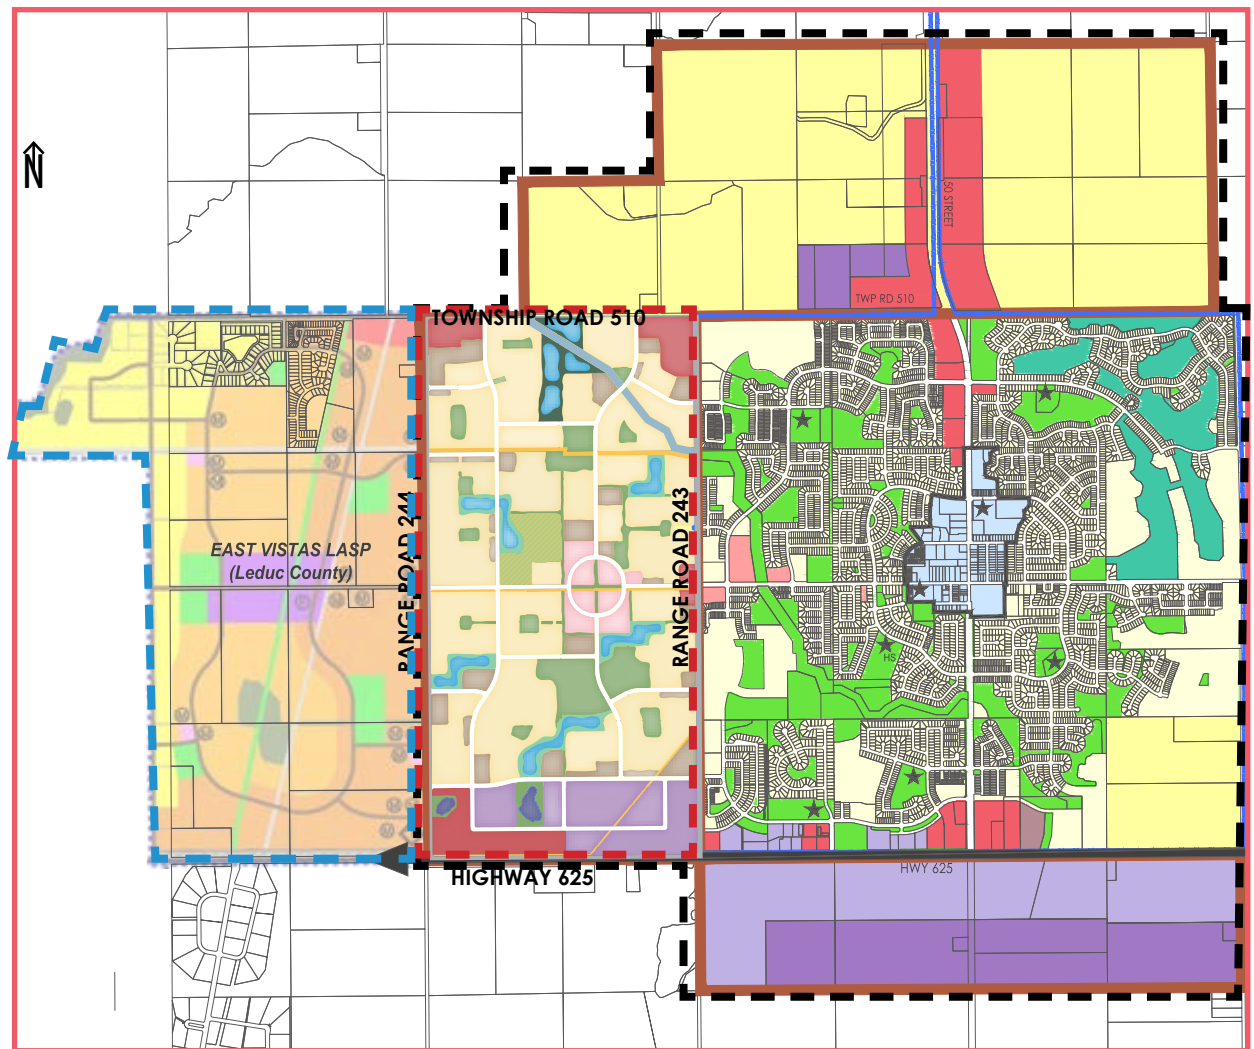 N
50 STREET
TWP RD 510
TOWNSHIP ROAD 510
RANGE ROAD 244
RANGE ROAD 243
EAST VISTAS LASP
(Leduc County)
HS
HWY 625
HIGHWAY 625